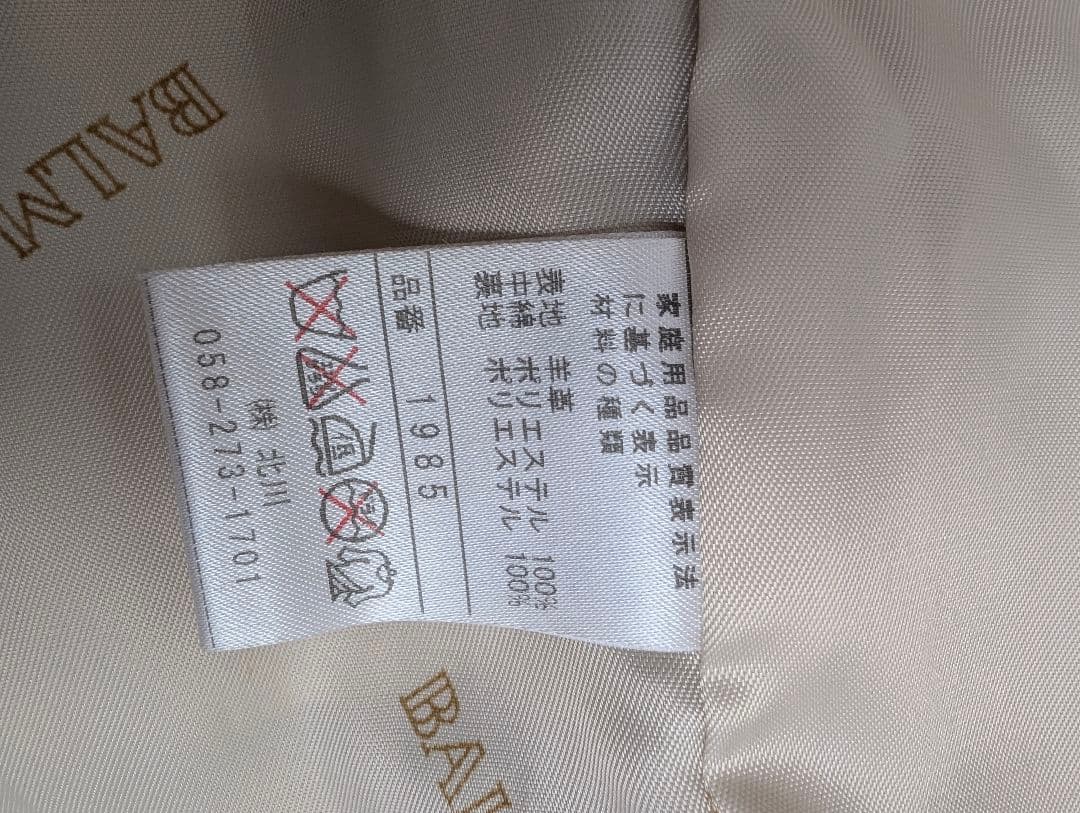 家庭用品品質表示法
に基づく表示
材料の種類
表地 羊革
中綿 ポリエステル 100%
裏地 ポリエステル 100%
品番 1985
㈱ 北川
058-273-1701
BALM
BAL